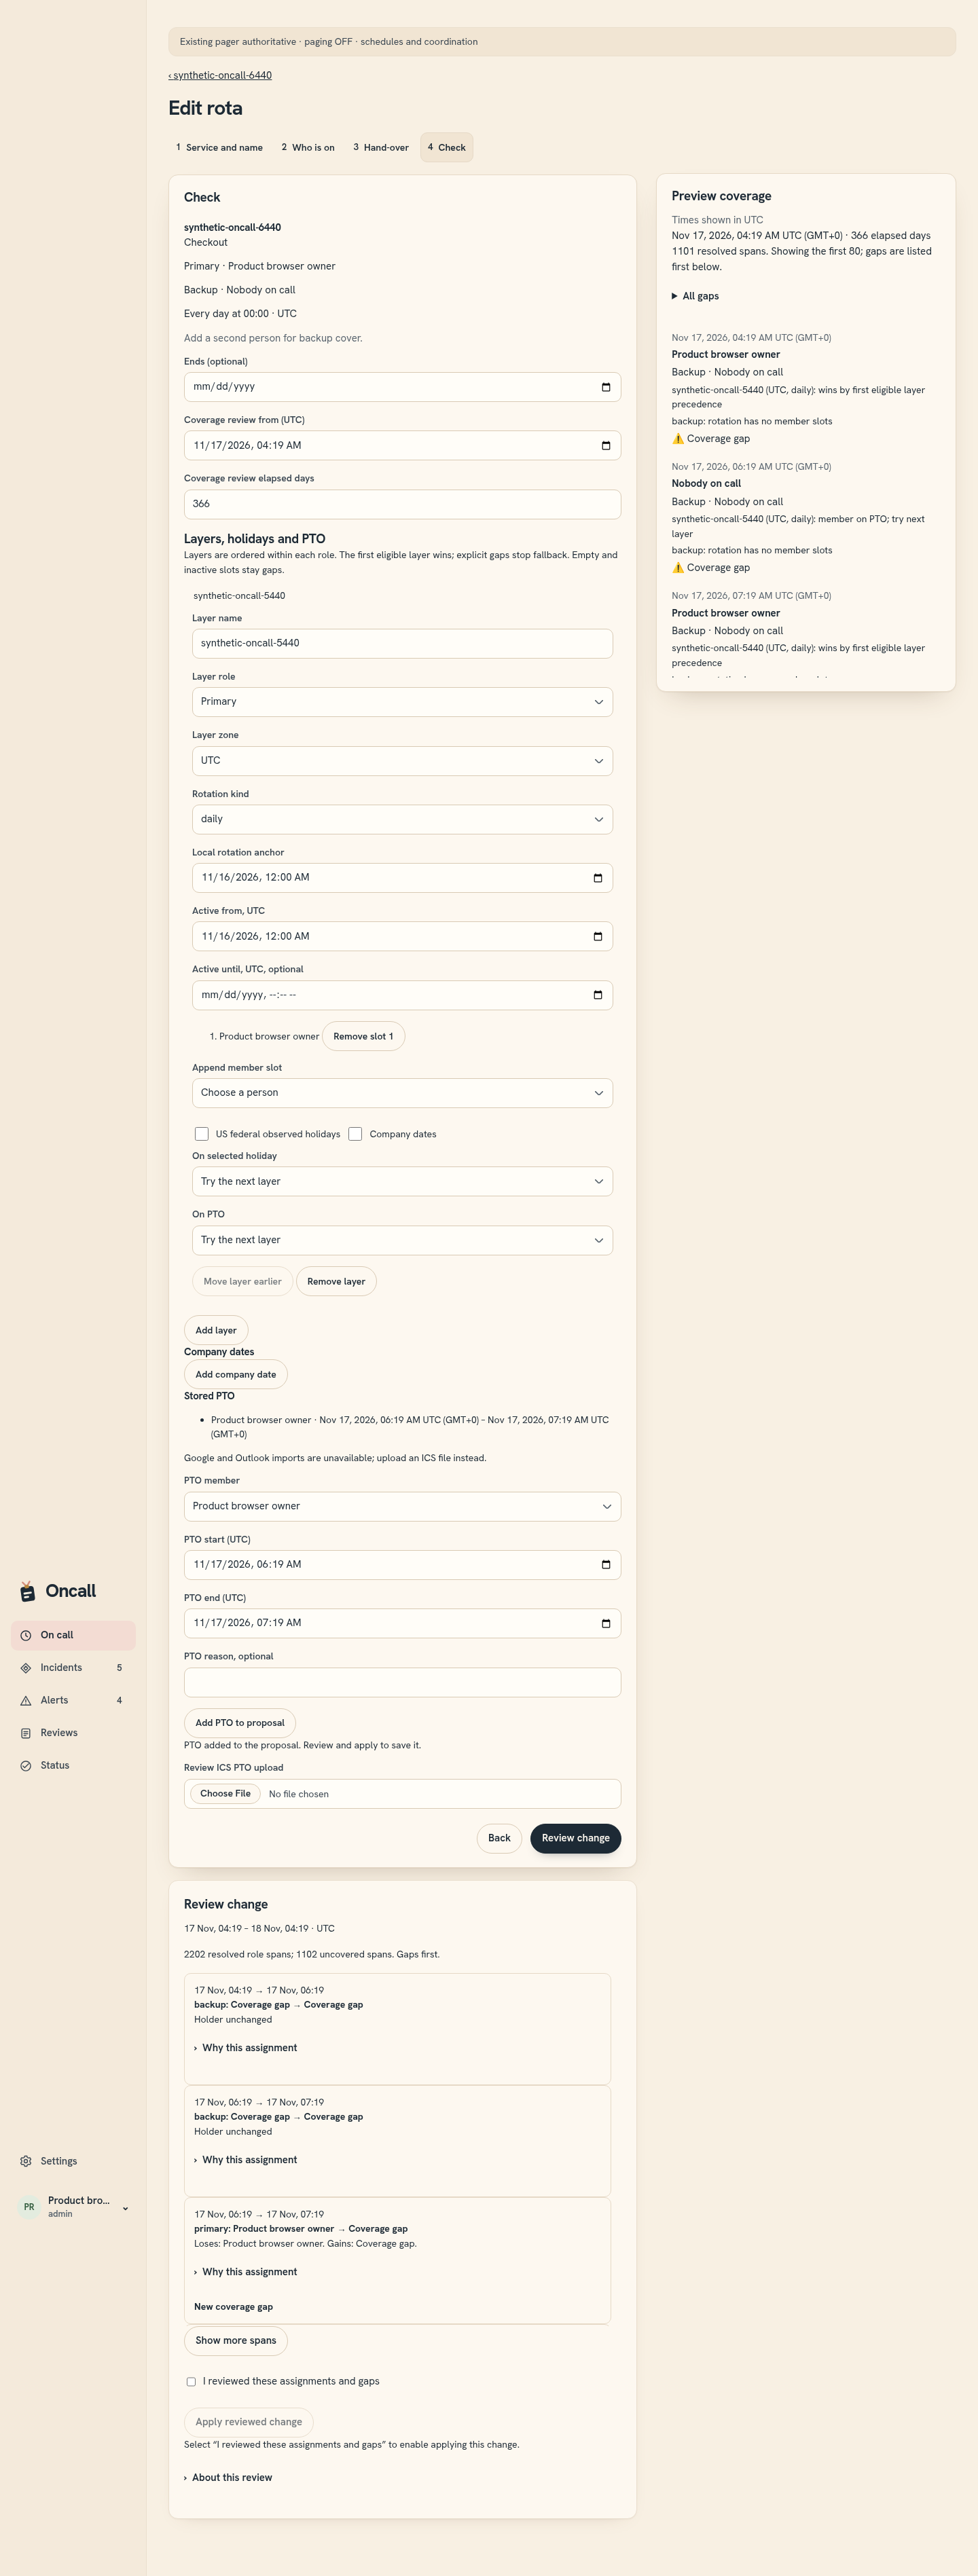 Existing pager authoritative · paging OFF · schedules and coordination
‹ synthetic-oncall-6440
Edit rota
1 Service and name
2 Who is on
3 Hand-over
4 Check
Check
synthetic-oncall-6440
Checkout
Primary · Product browser owner
Backup · Nobody on call
Every day at 00:00 · UTC
Add a second person for backup cover.
Ends (optional)
mm/dd/yyyy
Coverage review from (UTC)
11/17/2026, 04:19 AM
Coverage review elapsed days
366
Layers, holidays and PTO
Layers are ordered within each role. The first eligible layer wins; explicit gaps stop fallback. Empty and
inactive slots stay gaps.
synthetic-oncall-5440
Layer name
synthetic-oncall-5440
Layer role
Primary
Layer zone
UTC
Rotation kind
daily
Local rotation anchor
11/16/2026, 12:00 AM
Active from, UTC
11/16/2026, 12:00 AM
Active until, UTC, optional
mm/dd/yyyy, --:-- --
1. Product browser owner Remove slot 1
Append member slot
Choose a person
US federal observed holidays Company dates
On selected holiday
Try the next layer
On PTO
Try the next layer
Move layer earlier Remove layer
Add layer
Company dates
Add company date
Stored PTO
• Product browser owner · Nov 17, 2026, 06:19 AM UTC (GMT+0) – Nov 17, 2026, 07:19 AM UTC
(GMT+0)
Google and Outlook imports are unavailable; upload an ICS file instead.
PTO member
Product browser owner
PTO start (UTC)
11/17/2026, 06:19 AM
PTO end (UTC)
11/17/2026, 07:19 AM
PTO reason, optional
Add PTO to proposal
PTO added to the proposal. Review and apply to save it.
Review ICS PTO upload
Choose File No file chosen
Back Review change
Preview coverage
Times shown in UTC
Nov 17, 2026, 04:19 AM UTC (GMT+0) · 366 elapsed days
1101 resolved spans. Showing the first 80; gaps are listed
first below.
▶ All gaps
Nov 17, 2026, 04:19 AM UTC (GMT+0)
Product browser owner
Backup · Nobody on call
synthetic-oncall-5440 (UTC, daily): wins by first eligible layer
precedence
backup: rotation has no member slots
⚠️ Coverage gap
Nov 17, 2026, 06:19 AM UTC (GMT+0)
Nobody on call
Backup · Nobody on call
synthetic-oncall-5440 (UTC, daily): member on PTO; try next
layer
backup: rotation has no member slots
⚠️ Coverage gap
Nov 17, 2026, 07:19 AM UTC (GMT+0)
Product browser owner
Backup · Nobody on call
synthetic-oncall-5440 (UTC, daily): wins by first eligible layer
precedence
Review change
17 Nov, 04:19 – 18 Nov, 04:19 · UTC
2202 resolved role spans; 1102 uncovered spans. Gaps first.
17 Nov, 04:19 → 17 Nov, 06:19
backup: Coverage gap → Coverage gap
Holder unchanged
› Why this assignment
17 Nov, 06:19 → 17 Nov, 07:19
backup: Coverage gap → Coverage gap
Holder unchanged
› Why this assignment
17 Nov, 06:19 → 17 Nov, 07:19
primary: Product browser owner → Coverage gap
Loses: Product browser owner. Gains: Coverage gap.
› Why this assignment
New coverage gap
Show more spans
I reviewed these assignments and gaps
Apply reviewed change
Select “I reviewed these assignments and gaps” to enable applying this change.
› About this review
Oncall
On call
Incidents 5
Alerts 4
Reviews
Status
Settings
PR
Product bro...
admin